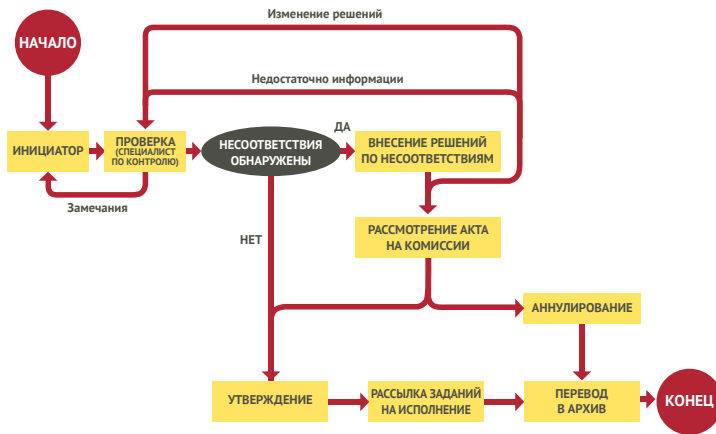 Изменение решений
НАЧАЛО
Недостаточно информации
ДА
ИНИЦИАТОР
ПРОВЕРКА
(СПЕЦИАЛИСТ
ПО КОНТРОЛЮ)
НЕСООТВЕТСТВИЯ
ОБНАРУЖЕНЫ
ВНЕСЕНИЕ РЕШЕНИЙ
ПО НЕСООТВЕТСТВИЯМ
Замечания
НЕТ
РАССМОТРЕНИЕ АКТА
НА КОМИССИИ
АННУЛИРОВАНИЕ
УТВЕРЖДЕНИЕ
РАССЫЛКА ЗАДАНИЙ
НА ИСПОЛНЕНИЕ
ПЕРЕВОД
В АРХИВ
КОНЕЦ